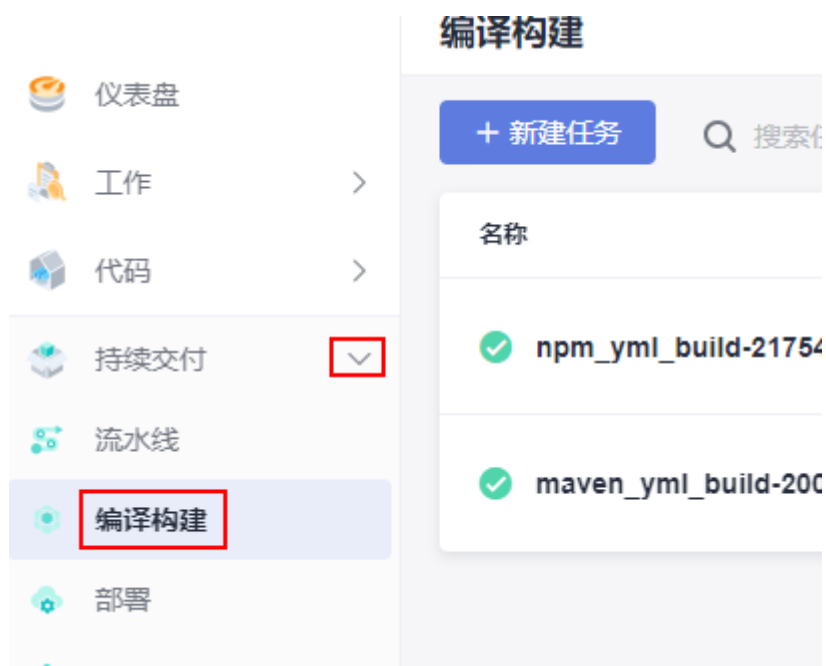 编译构建
仪表盘
工作
代码
持续交付
流水线
编译构建
部署
+ 新建任务
搜索
名称
npm_yml_build-21754
maven_yml_build-200